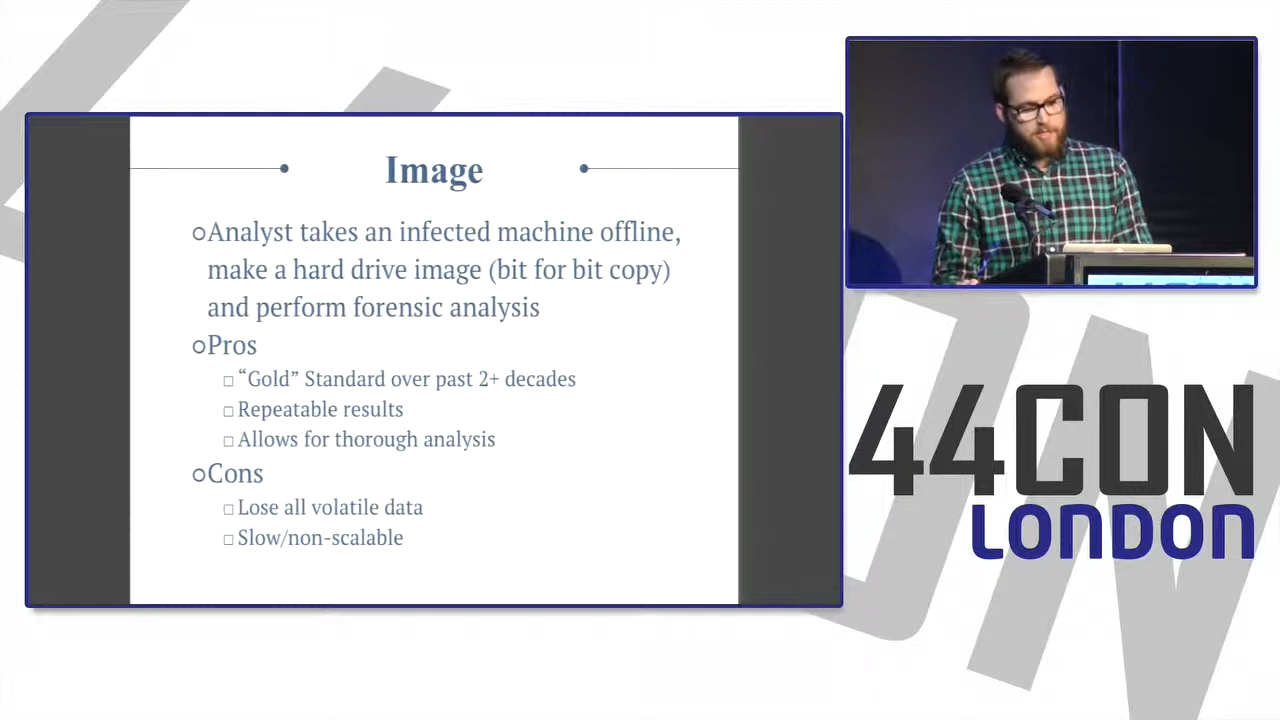 Image
○Analyst takes an infected machine offline,
make a hard drive image (bit for bit copy)
and perform forensic analysis
○Pros
□ “Gold” Standard over past 2+ decades
□ Repeatable results
□ Allows for thorough analysis
○Cons
□ Lose all volatile data
□ Slow/non-scalable
44CON
LONDON